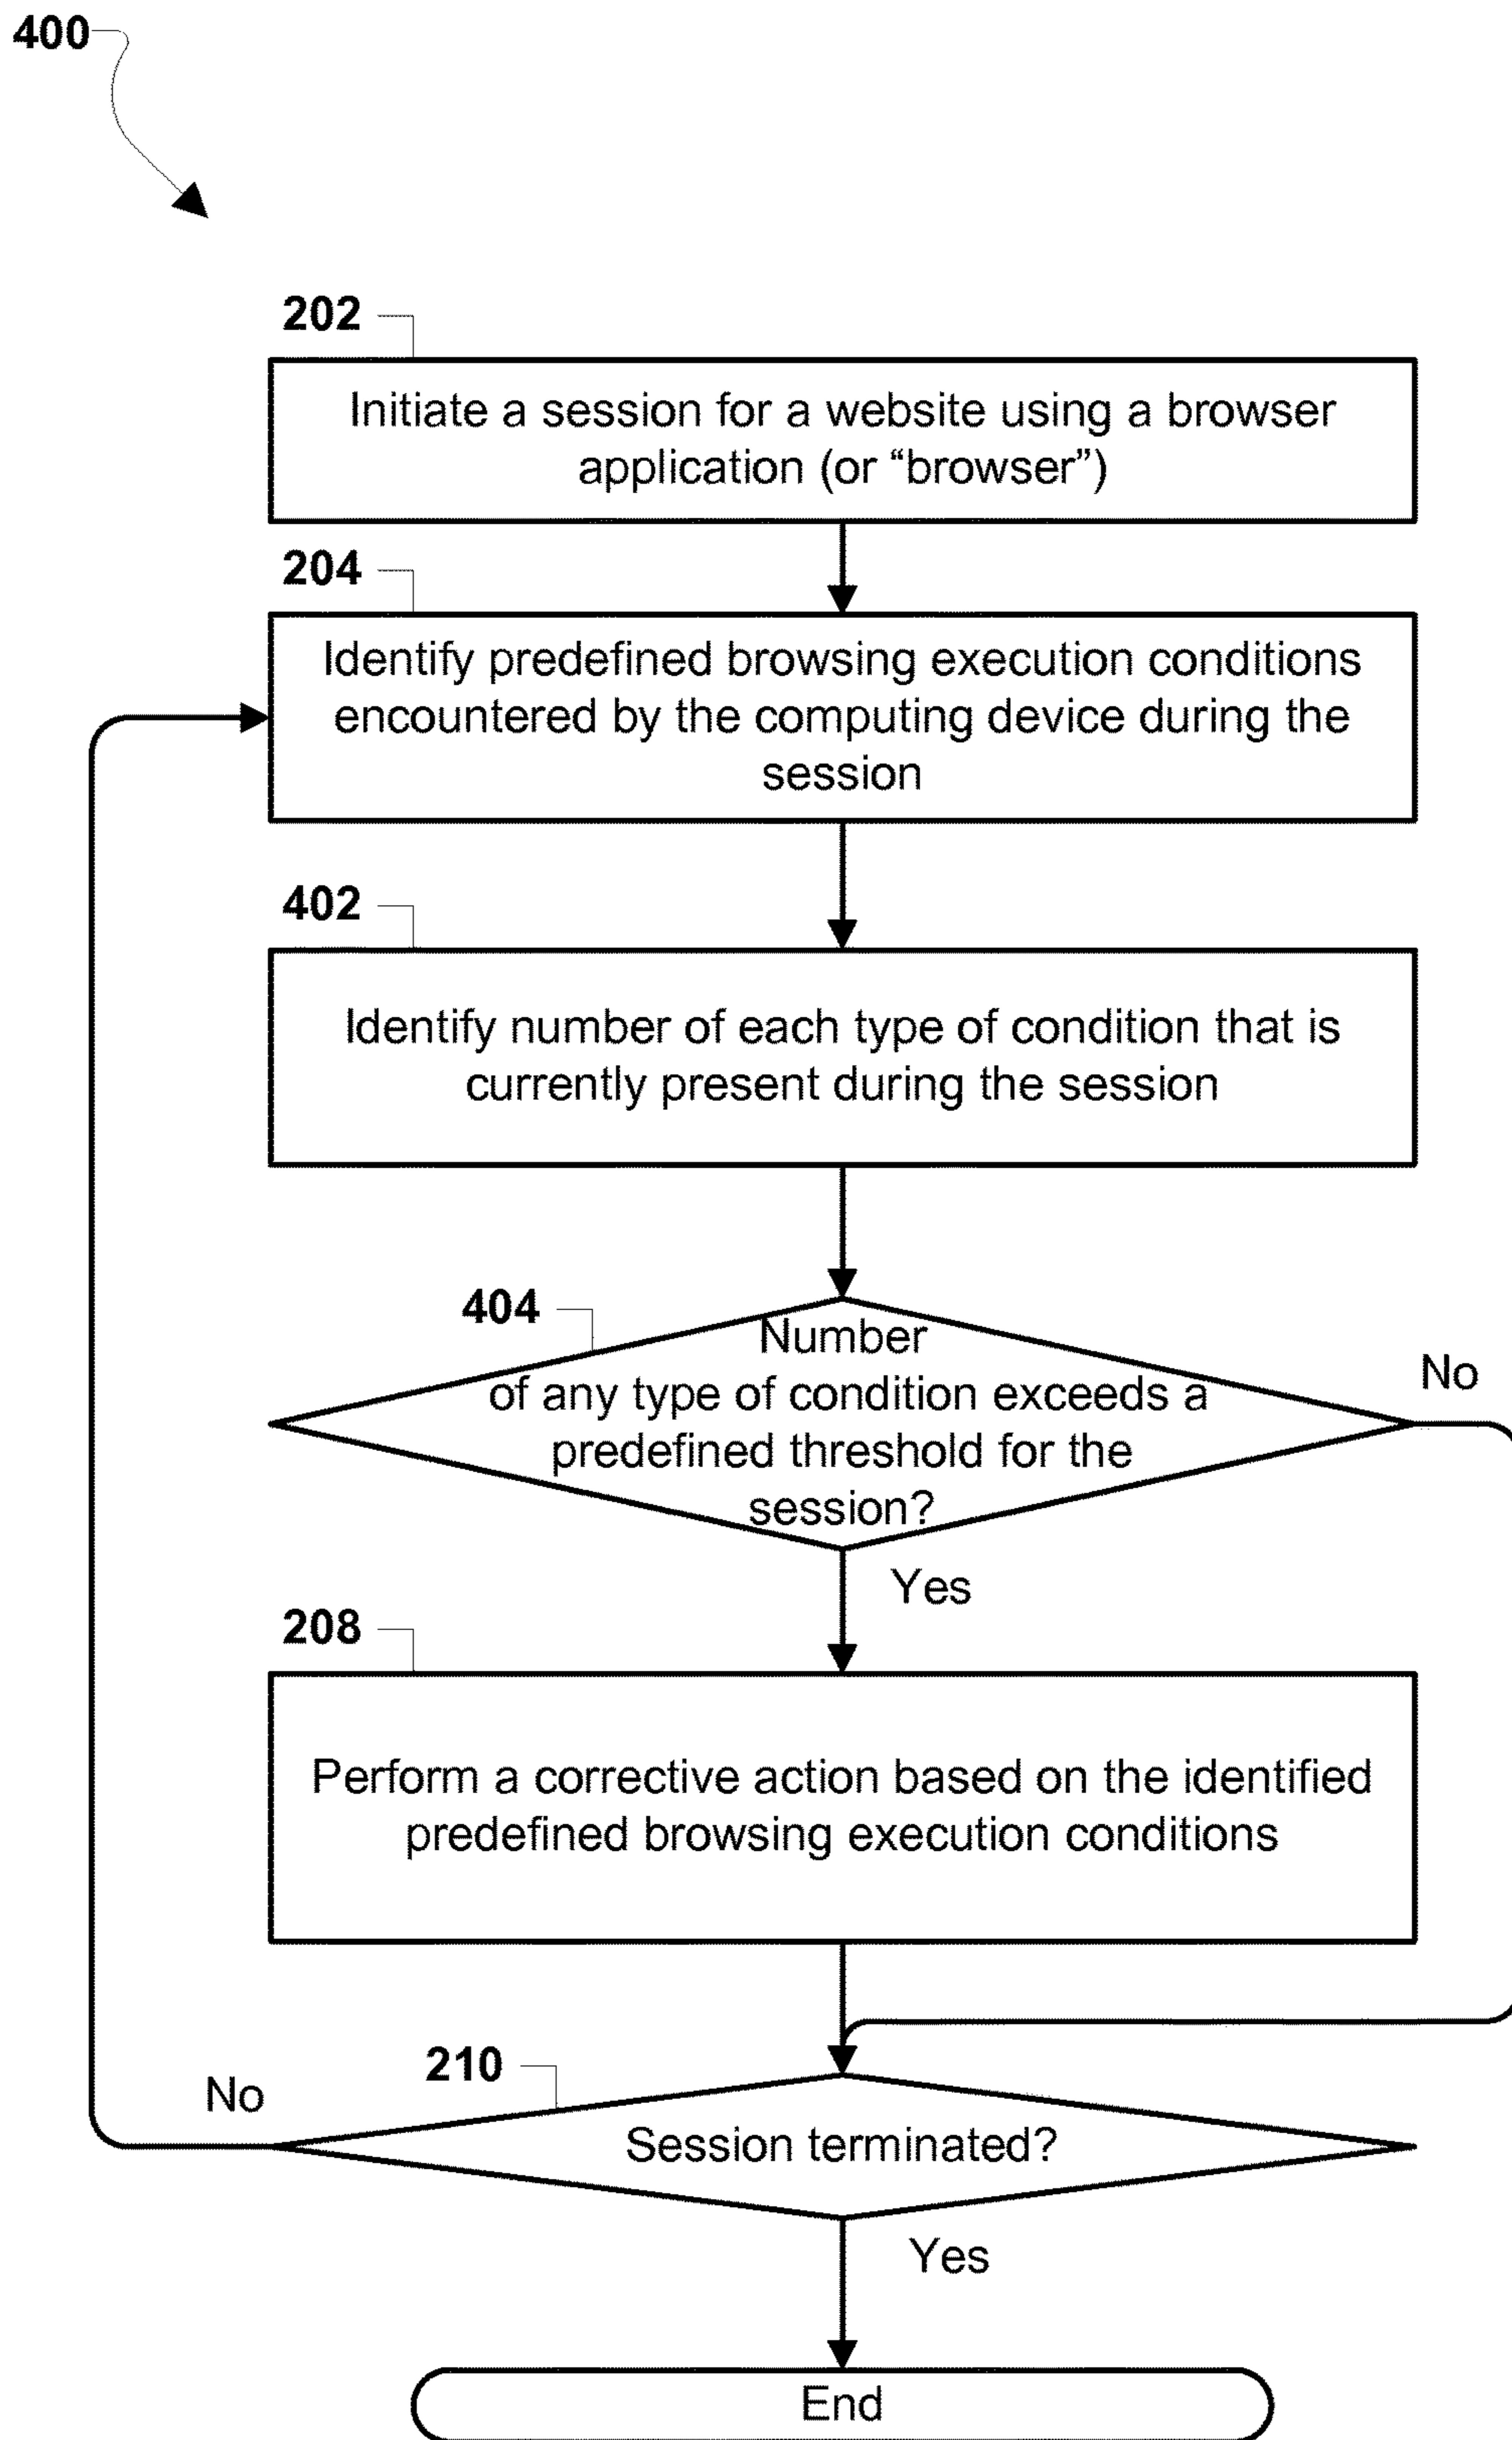 400
202
Initiate a session for a website using a browser
application (or “browser”)
204
Identify predefined browsing execution conditions
encountered by the computing device during the
session
402
Identify number of each type of condition that is
currently present during the session
404
Number
of any type of condition exceeds a
predefined threshold for the
session?
No
Yes
208
Perform a corrective action based on the identified
predefined browsing execution conditions
210
No
Session terminated?
Yes
End